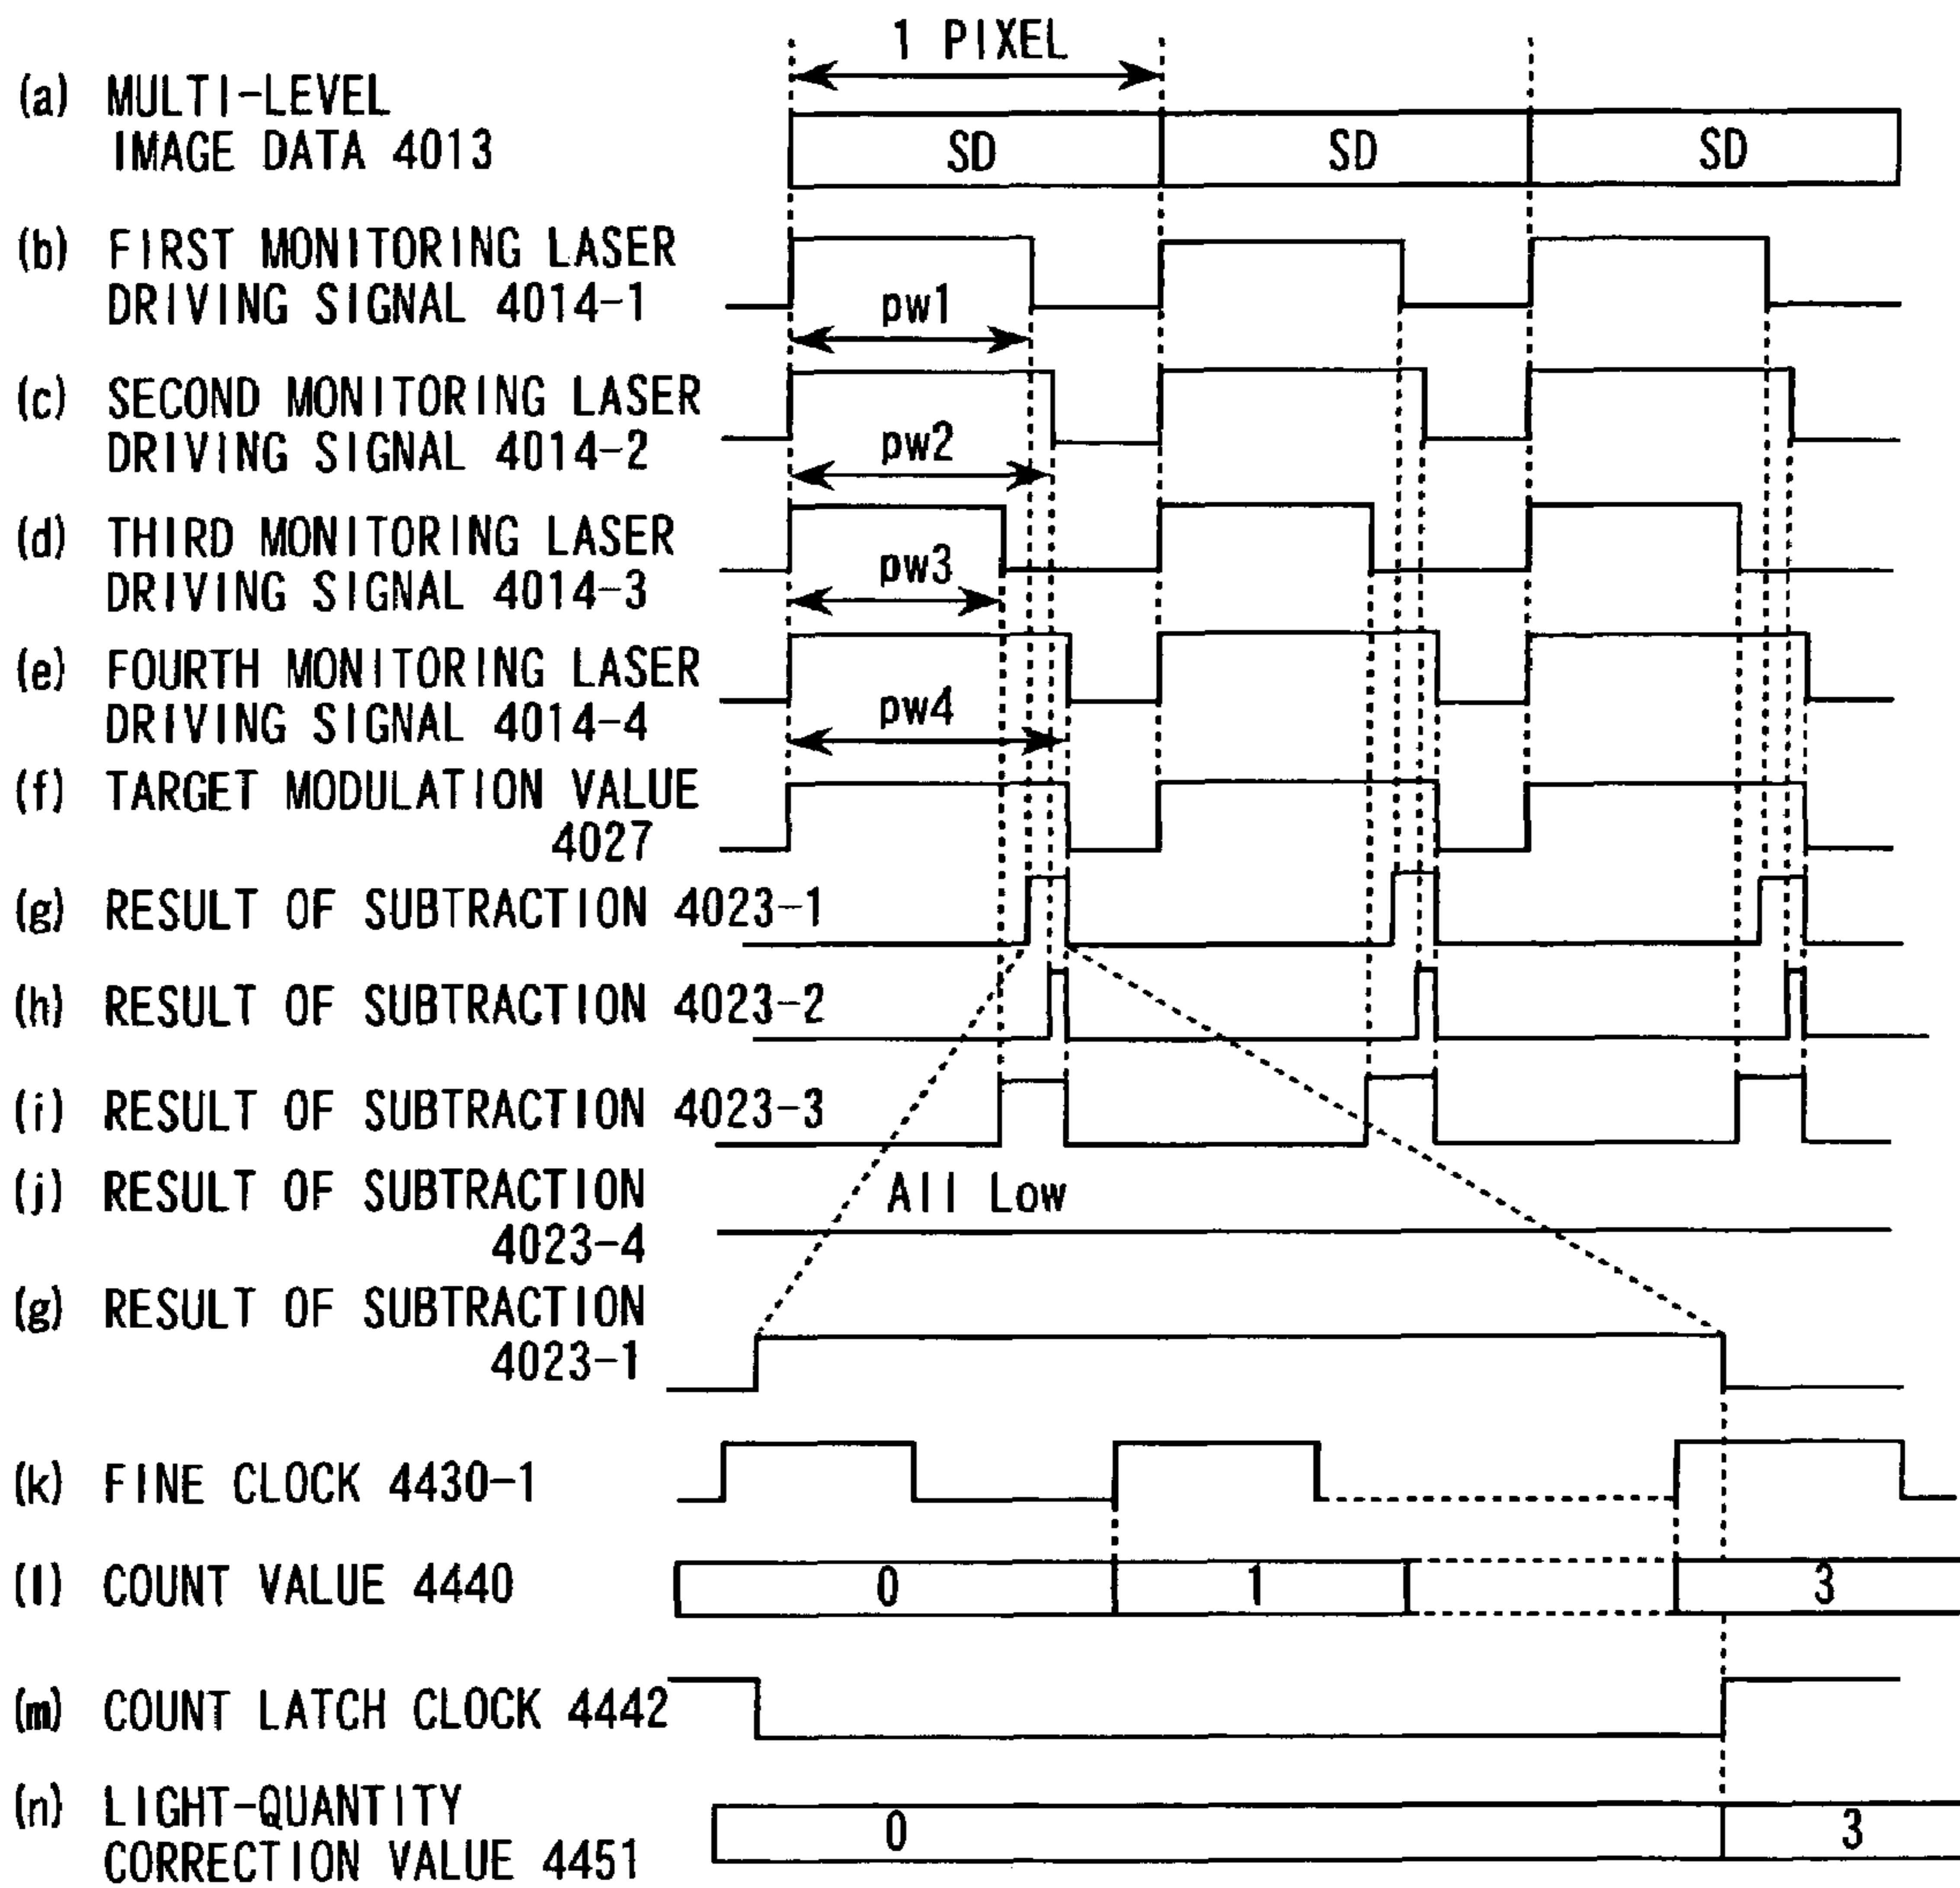 1 PIXEL
(a) MULTI-LEVEL
IMAGE DATA 4013
SD SD SD
(b) FIRST MONITORING LASER
DRIVING SIGNAL 4014-1
pw1
(c) SECOND MONITORING LASER
DRIVING SIGNAL 4014-2
pw2
(d) THIRD MONITORING LASER
DRIVING SIGNAL 4014-3
pw3
(e) FOURTH MONITORING LASER
DRIVING SIGNAL 4014-4
pw4
(f) TARGET MODULATION VALUE
4027
(g) RESULT OF SUBTRACTION 4023-1
(h) RESULT OF SUBTRACTION 4023-2
(i) RESULT OF SUBTRACTION 4023-3
(j) RESULT OF SUBTRACTION
4023-4
All Low
(g) RESULT OF SUBTRACTION
4023-1
(k) FINE CLOCK 4430-1
(l) COUNT VALUE 4440
0 1 3
(m) COUNT LATCH CLOCK 4442
(n) LIGHT-QUANTITY
CORRECTION VALUE 4451
0 3